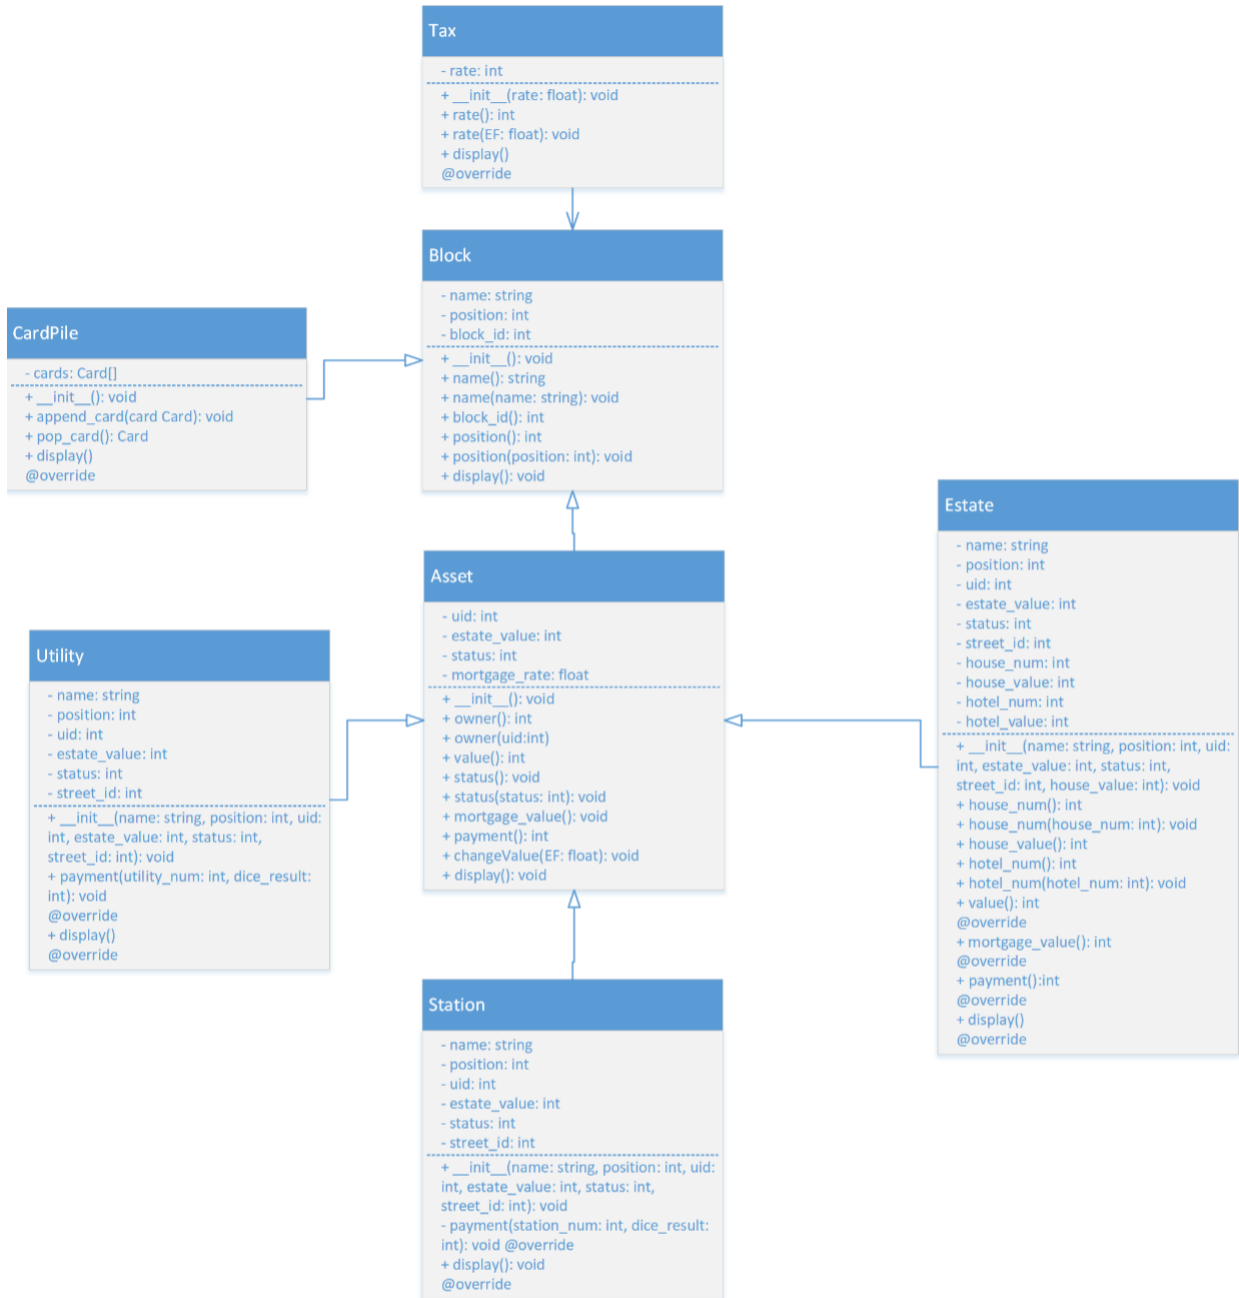 Tax
- rate: int
+ __init__(rate: float): void
+ rate(): int
+ rate(EF: float): void
+ display()
@override
Block
- name: string
- position: int
- block_id: int
+ __init__(): void
+ name(): string
+ name(name: string): void
+ block_id(): int
+ position(): int
+ position(position: int): void
+ display(): void
CardPile
- cards: Card[]
+ __init__(): void
+ append_card(card Card): void
+ pop_card(): Card
+ display()
@override
Asset
- uid: int
- estate_value: int
- status: int
- mortgage_rate: float
+ __init__(): void
+ owner(): int
+ owner(uid:int)
+ value(): int
+ status(): void
+ status(status: int): void
+ mortgage_value(): void
+ payment(): int
+ changeValue(EF: float): void
+ display(): void
Estate
- name: string
- position: int
- uid: int
- estate_value: int
- status: int
- street_id: int
- house_num: int
- house_value: int
- hotel_num: int
- hotel_value: int
+ __init__(name: string, position: int, uid:
int, estate_value: int, status: int,
street_id: int, house_value: int): void
+ house_num(): int
+ house_num(house_num: int): void
+ house_value(): int
+ hotel_num(): int
+ hotel_num(hotel_num: int): void
+ value(): int
@override
+ mortgage_value(): int
@override
+ payment():int
@override
+ display()
@override
Utility
- name: string
- position: int
- uid: int
- estate_value: int
- status: int
- street_id: int
+ __init__(name: string, position: int, uid:
int, estate_value: int, status: int,
street_id: int): void
+ payment(utility_num: int, dice_result:
int): void
@override
+ display()
@override
Station
- name: string
- position: int
- uid: int
- estate_value: int
- status: int
- street_id: int
+ __init__(name: string, position: int, uid:
int, estate_value: int, status: int,
street_id: int): void
- payment(station_num: int, dice_result:
int): void @override
+ display(): void
@override